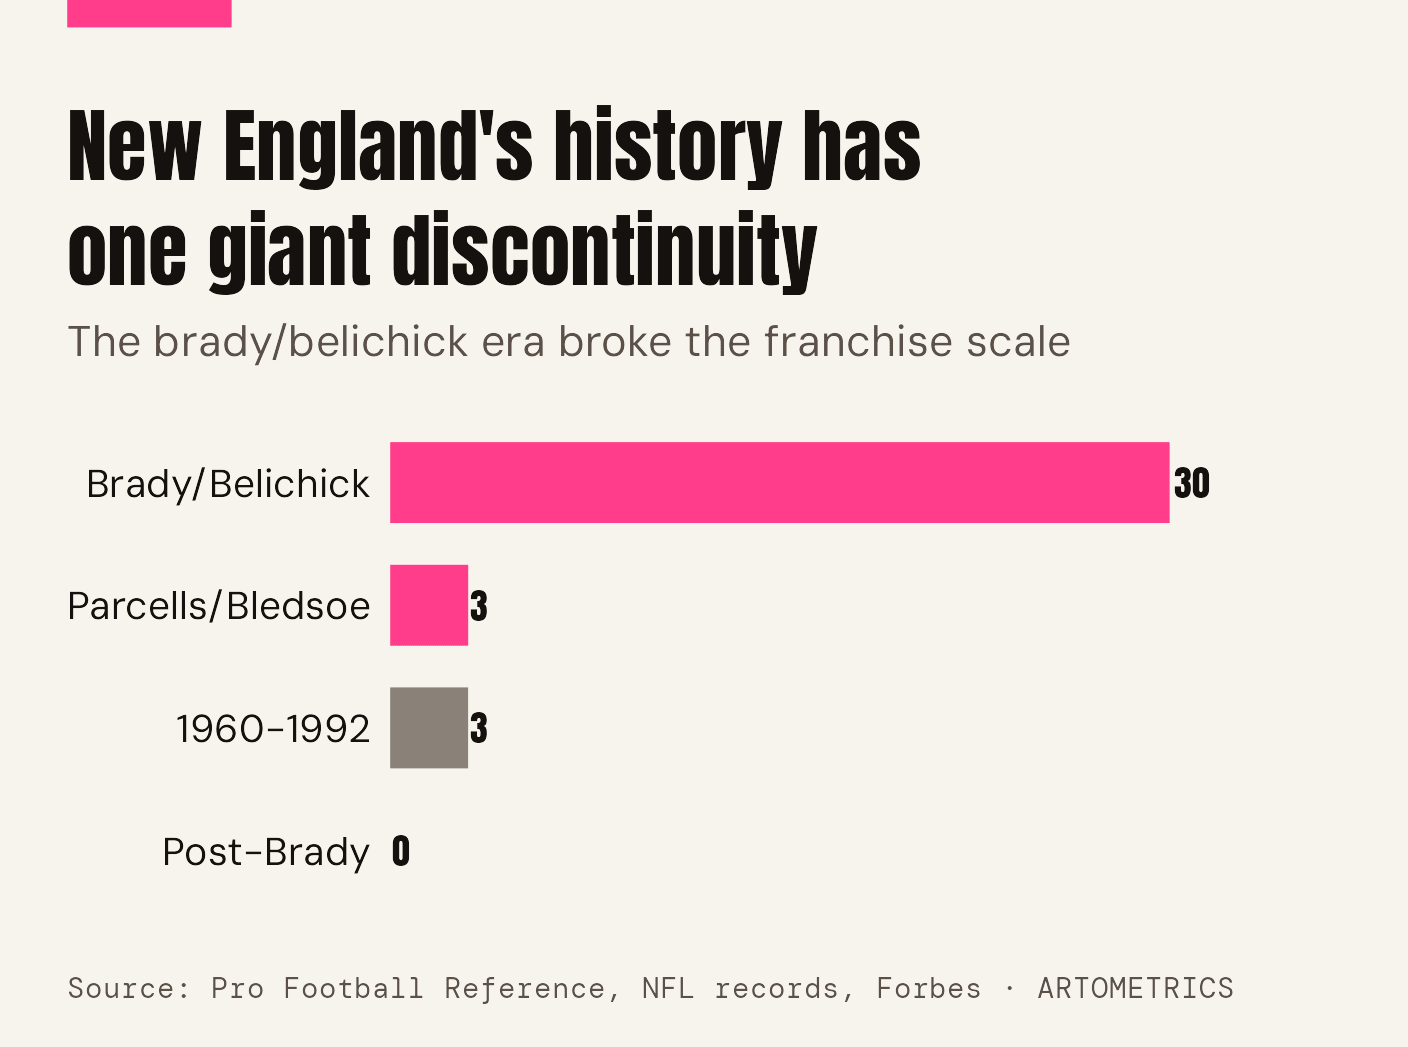 New England's history has
one giant discontinuity
The brady/belichick era broke the franchise scale
Brady/Belichick 30
Parcells/Bledsoe 3
1960-1992 3
Post-Brady 0
Source: Pro Football Reference, NFL records, Forbes · ARTOMETRICS